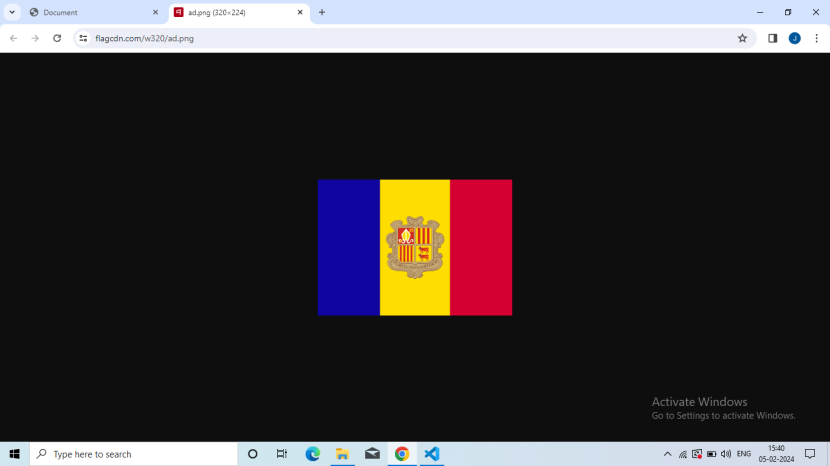 Document
ad.png (320×224)
flagcdn.com/w320/ad.png
J
Activate Windows
Go to Settings to activate Windows.
Type here to search
ENG
15:40
05-02-2024